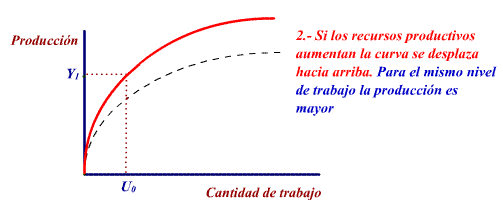 Producción
Y1
U0
Cantidad de trabajo
2.- Si los recursos productivos
aumentan la curva se desplaza
hacia arriba. Para el mismo nivel
de trabajo la producción es
mayor